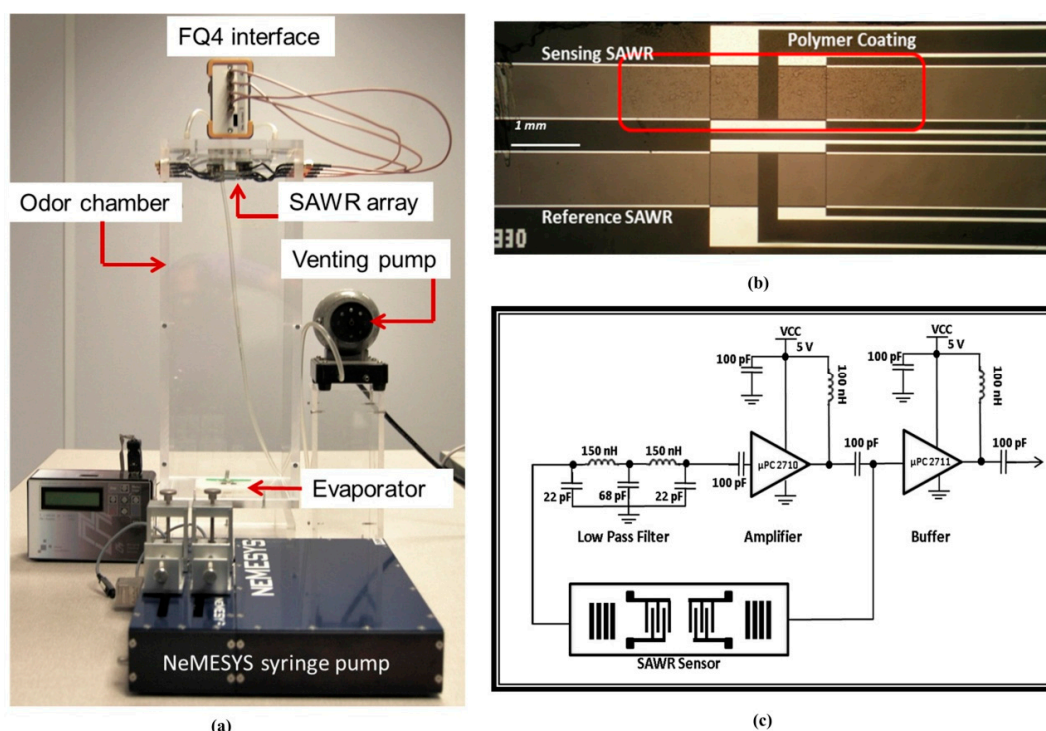 FQ4 interface
Odor chamber
SAWR array
Venting pump
Evaporator
NEMESYS
NeMESYS syringe pump
(a)
Sensing SAWR
Polymer Coating
1 mm
Reference SAWR
(b)
VCC
5 V
100 pF
100 nH
VCC
5 V
100 pF
100 nH
150 nH
150 nH
22 pF
68 pF
22 pF
100 pF
µPC 2710
100 pF
µPC 2711
100 pF
Low Pass Filter
Amplifier
Buffer
SAWR Sensor
(c)